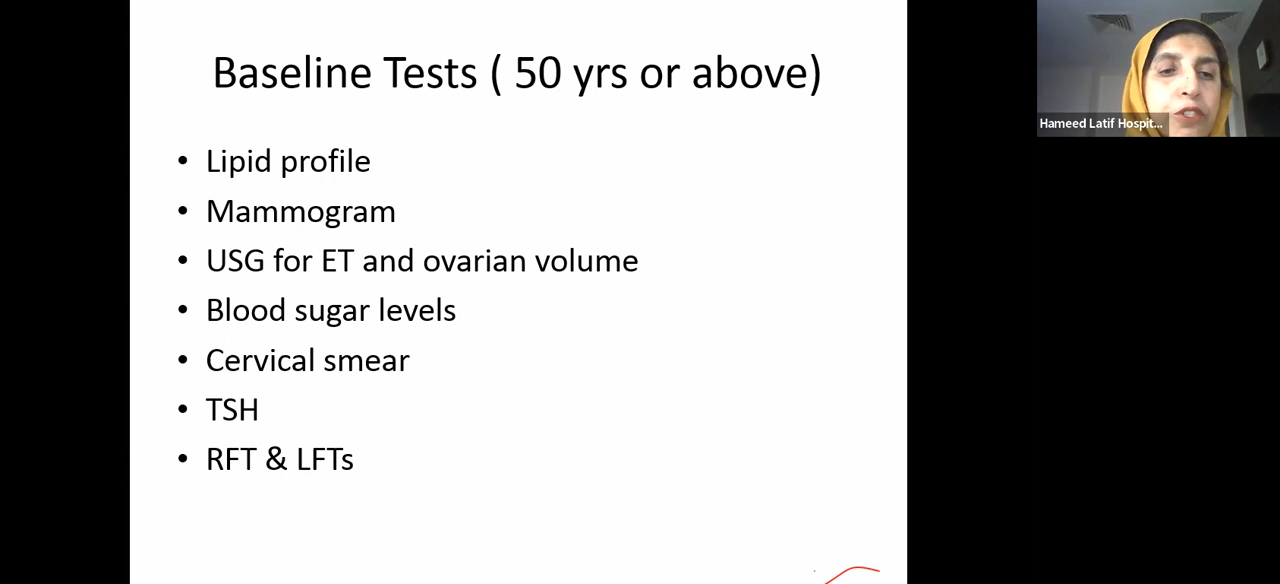 Baseline Tests ( 50 yrs or above)
• Lipid profile
• Mammogram
• USG for ET and ovarian volume
• Blood sugar levels
• Cervical smear
• TSH
• RFT & LFTs
Hameed Latif Hospit...